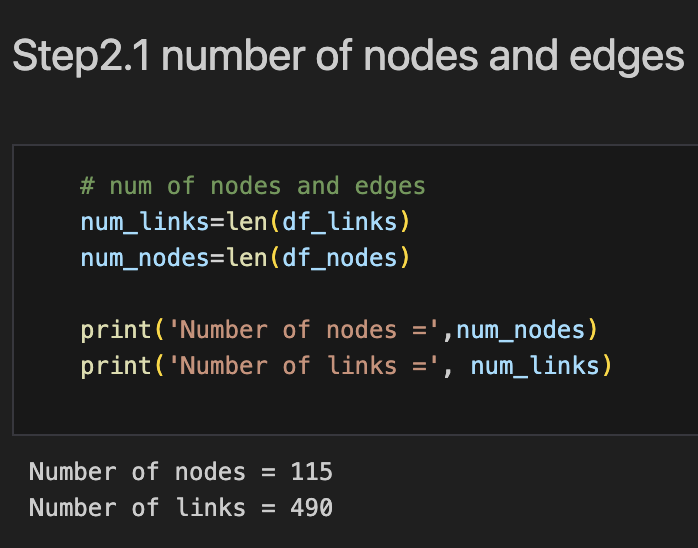 Step2.1 number of nodes and edges
# num of nodes and edges
num_links=len(df_links)
num_nodes=len(df_nodes)
print('Number of nodes =',num_nodes)
print('Number of links =', num_links)
Number of nodes = 115
Number of links = 490